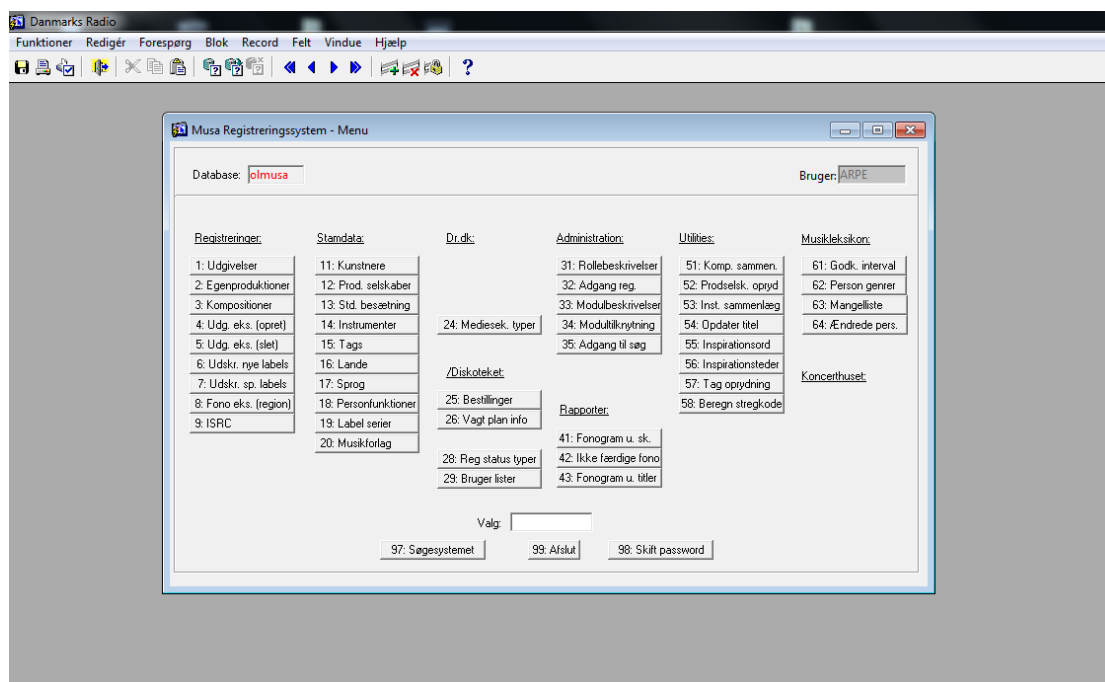 Danmarks Radio
Funktioner Redigér Forespørg Blok Record Felt Vindue Hjælp
Musa Registreringssystem - Menu
Database: olmusa
Bruger: ARPE
Registreringer:
1: Udgivelser
2: Egenproduktioner
3: Kompositioner
4: Udg. eks. (opret)
5: Udg. eks. (slet)
6: Udskr. nye labels
7: Udskr. sp. labels
8: Fono eks. (region)
9: ISRC
Stamdata:
11: Kunstnere
12: Prod. selskaber
13: Std. besætning
14: Instrumenter
15: Tags
16: Lande
17: Sprog
18: Personfunktioner
19: Label serier
20: Musikforlag
Dr.dk:
24: Mediesek. typer
/Diskoteket:
25: Bestillinger
26: Vagt plan info
28: Reg status typer
29: Bruger lister
Administration:
31: Rollebeskrivelser
32: Adgang reg.
33: Modulbeskrivelser
34: Modultilknytning
35: Adgang til søg
Rapporter:
41: Fonogram u. sk.
42: Ikke færdige fono
43: Fonogram u. titler
Utilities:
51: Komp. sammen.
52: Prodselsk. opryd
53: Inst. sammenlæg
54: Opdater titel
55: Inspirationsord
56: Inspirationsteder
57: Tag oprydning
58: Beregn stregkode
Musikleksikon:
61: Godk. interval
62: Person genrer
63: Mangelliste
64: Ændrede pers.
Koncerthuset:
Valg:
97: Søgesystemet
99: Afslut
98: Skift password